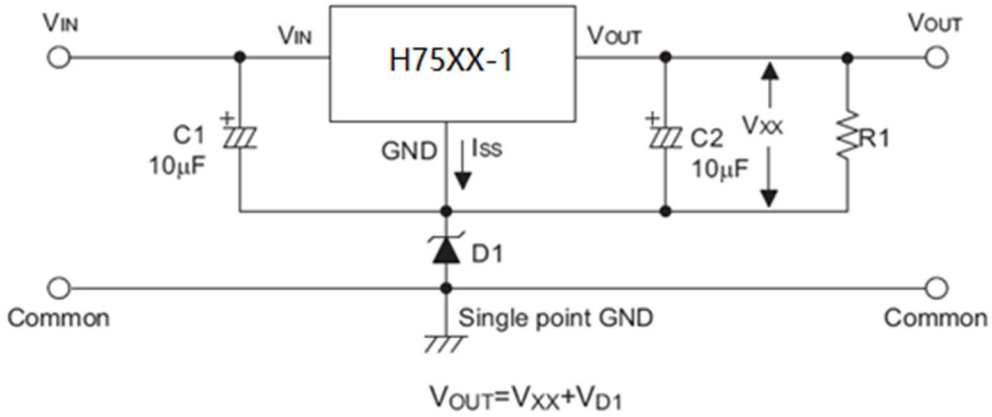 VIN
VIN
H75XX-1
VOUT
VOUT
+
C1
10μF
GND
ISS
+
C2
10μF
VXX
R1
D1
Common
Single point GND
Common
VOUT=VXX+VD1